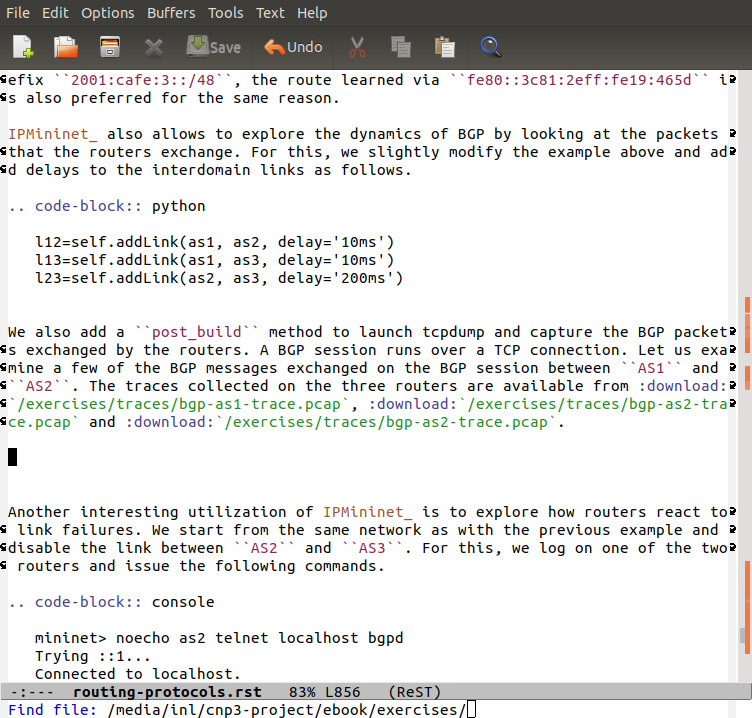 File Edit Options Buffers Tools Text Help
Save Undo
efix ``2001:cafe:3::/48``, the route learned via ``fe80::3c81:2eff:fe19:465d`` i
s also preferred for the same reason.
IPMininet_ also allows to explore the dynamics of BGP by looking at the packets
that the routers exchange. For this, we slightly modify the example above and ad
d delays to the interdomain links as follows.
.. code-block:: python
l12=self.addLink(as1, as2, delay='10ms')
l13=self.addLink(as1, as3, delay='10ms')
l23=self.addLink(as2, as3, delay='200ms')
We also add a ``post_build`` method to launch tcpdump and capture the BGP packet
s exchanged by the routers. A BGP session runs over a TCP connection. Let us exa
mine a few of the BGP messages exchanged on the BGP session between ``AS1`` and
``AS2``. The traces collected on the three routers are available from :download:
`/exercises/traces/bgp-as1-trace.pcap`, :download:`/exercises/traces/bgp-as2-tra
ce.pcap` and :download:`/exercises/traces/bgp-as2-trace.pcap`.
Another interesting utilization of IPMininet_ is to explore how routers react to
link failures. We start from the same network as with the previous example and
disable the link between ``AS2`` and ``AS3``. For this, we log on one of the two
routers and issue the following commands.
.. code-block:: console
mininet> noecho as2 telnet localhost bgpd
Trying ::1...
Connected to localhost.
-:--- routing-protocols.rst 83% L856 (ReST)
Find file: /media/inl/cnp3-project/ebook/exercises/